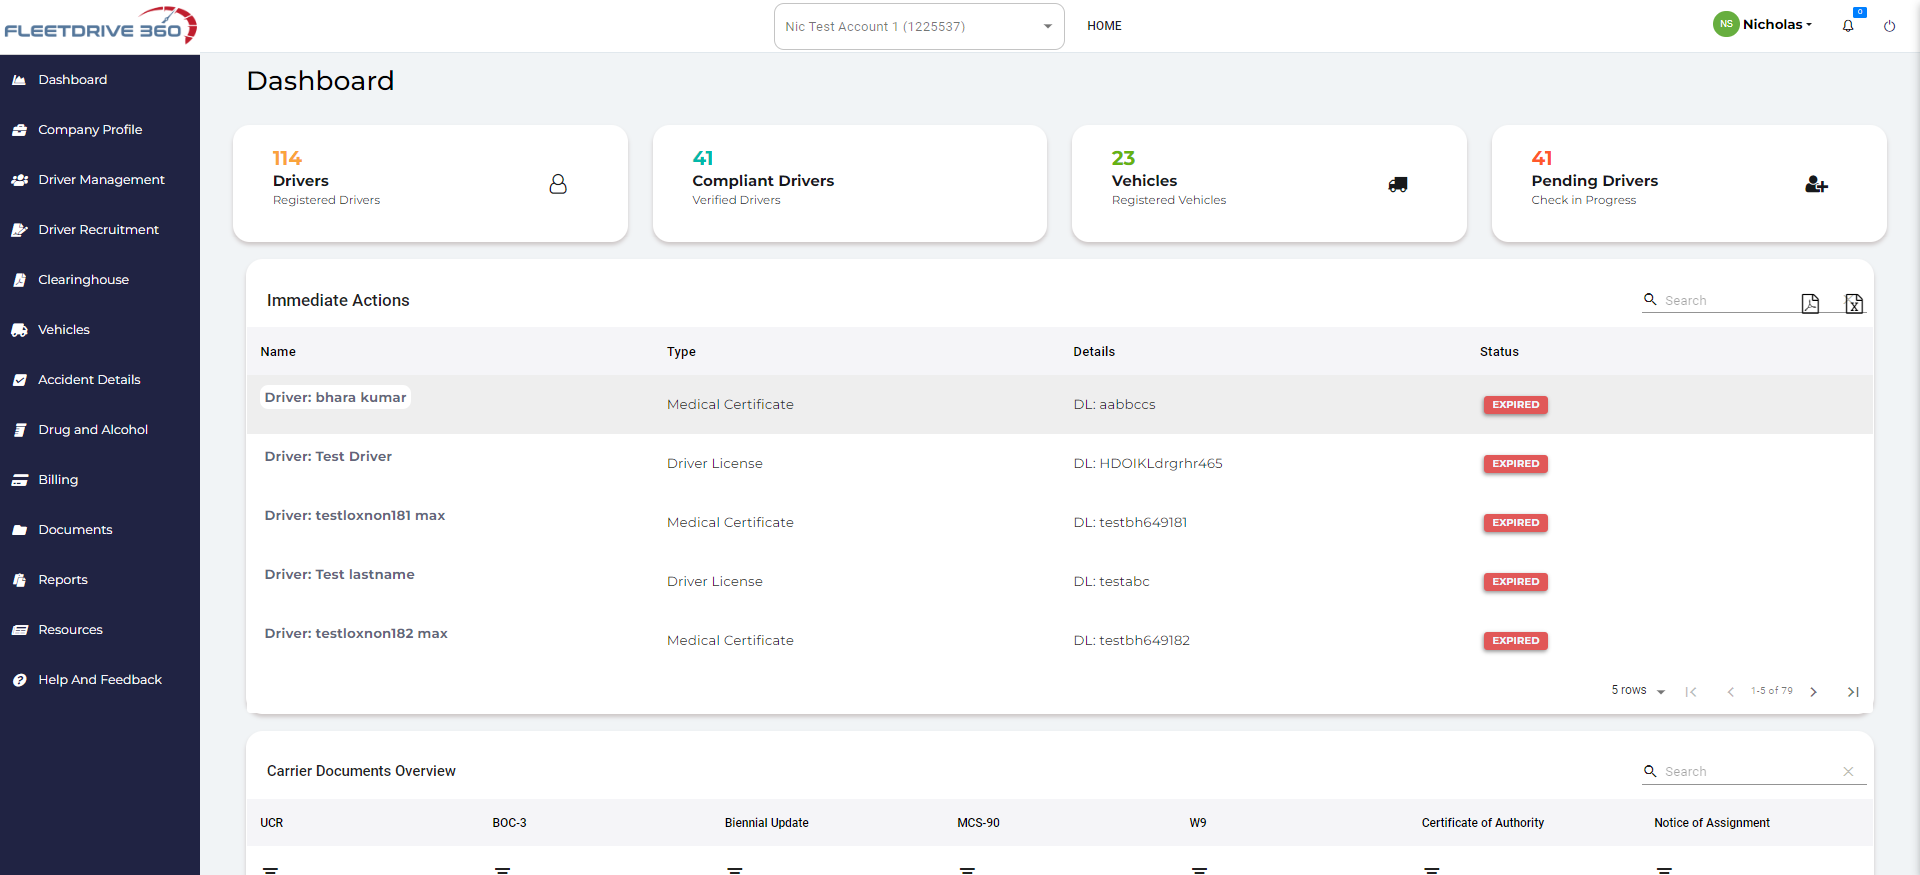 FLEETDRIVE 360
Nic Test Account 1 (1225537)
HOME
NS
Nicholas
0
Dashboard
Company Profile
Driver Management
Driver Recruitment
Clearinghouse
Vehicles
Accident Details
Drug and Alcohol
Billing
Documents
Reports
Resources
Help And Feedback
Dashboard
114
Drivers
Registered Drivers
41
Compliant Drivers
Verified Drivers
23
Vehicles
Registered Vehicles
41
Pending Drivers
Check in Progress
Immediate Actions
Search
Name Type Details Status
Driver: bhara kumar Medical Certificate DL: aabbccs EXPIRED
Driver: Test Driver Driver License DL: HDOIKLdrgrhr465 EXPIRED
Driver: testloxnon181 max Medical Certificate DL: testbh649181 EXPIRED
Driver: Test lastname Driver License DL: testabc EXPIRED
Driver: testloxnon182 max Medical Certificate DL: testbh649182 EXPIRED
5 rows 1-5 of 79
Carrier Documents Overview
Search
UCR BOC-3 Biennial Update MCS-90 W9 Certificate of Authority Notice of Assignment